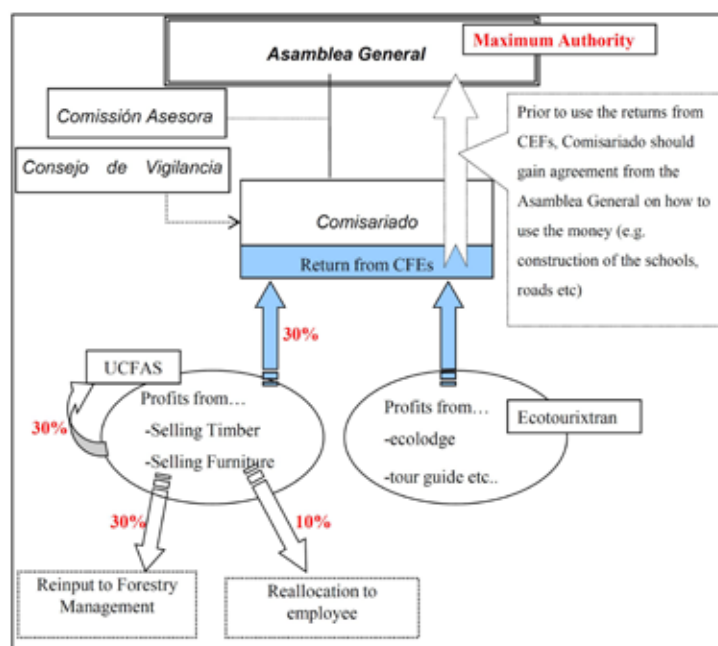 Asamblea General
Maximum Authority
Comissión Asesora
Consejo de Vigilancia
Comisariado
Return from CFEs
Prior to use the returns from
CEFs, Comisariado should
gain agreement from the
Asamblea General on how to
use the money (e.g.
construction of the schools,
roads etc)
30%
UCFAS
Profits from…
-Selling Timber
-Selling Furniture
30%
Profits from…
-ecolodge
-tour guide etc..
Ecotourixtran
30%
10%
Reinput to Forestry
Management
Reallocation to
employee